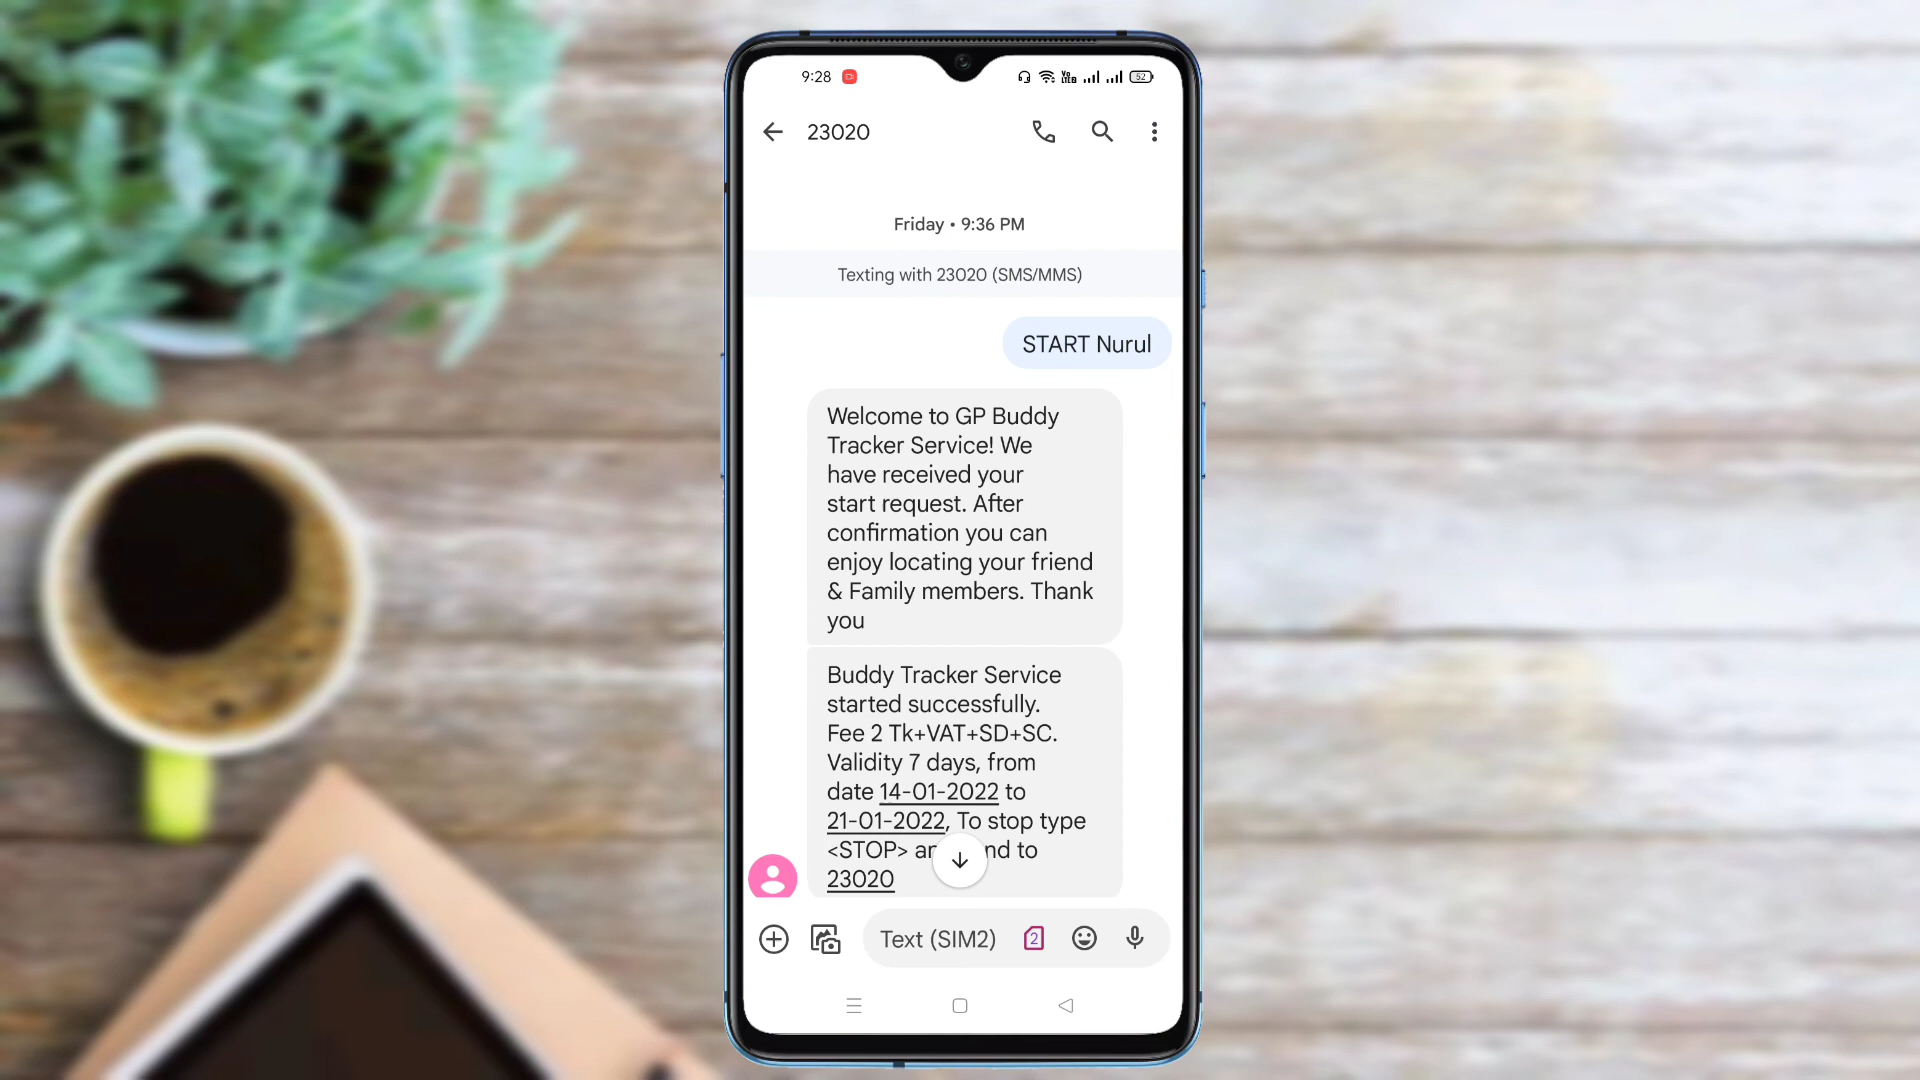 9:28
52
23020
Friday • 9:36 PM
Texting with 23020 (SMS/MMS)
START Nurul
Welcome to GP Buddy
Tracker Service! We
have received your
start request. After
confirmation you can
enjoy locating your friend
& Family members. Thank
you
Buddy Tracker Service
started successfully.
Fee 2 Tk+VAT+SD+SC.
Validity 7 days, from
date 14-01-2022 to
21-01-2022, To stop type
<STOP> to
23020
Text (SIM2) 2